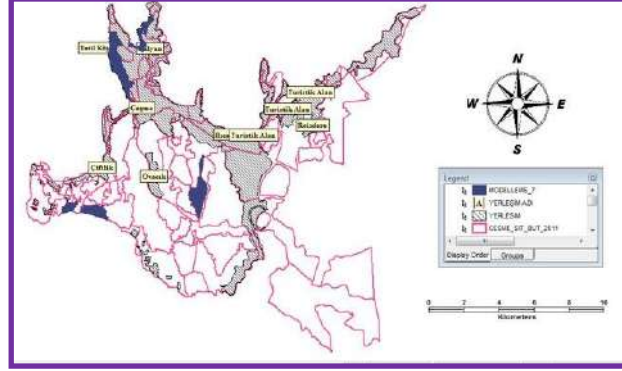 Turistik Alan
Turistik Alan
Reisdere
Turistik Alan
Çiftlik
Ovacık
N
W
E
S
Legend
MODELLEME_7
A
YERLEŞİM ADI
YERLEŞİM
CESME_SIT_BUT_2011
Display Order
Groups
0 2 4 6 8 10
Kilometers